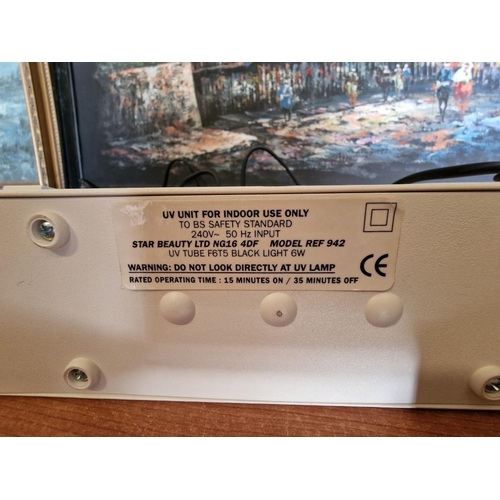 UV UNIT FOR INDOOR USE ONLY
TO BS SAFETY STANDARD
240V~ 50 Hz INPUT
STAR BEAUTY LTD NG16 4DF MODEL REF 942
UV TUBE F6T5 BLACK LIGHT 6W
WARNING: DO NOT LOOK DIRECTLY AT UV LAMP
RATED OPERATING TIME : 15 MINUTES ON / 35 MINUTES OFF
CE